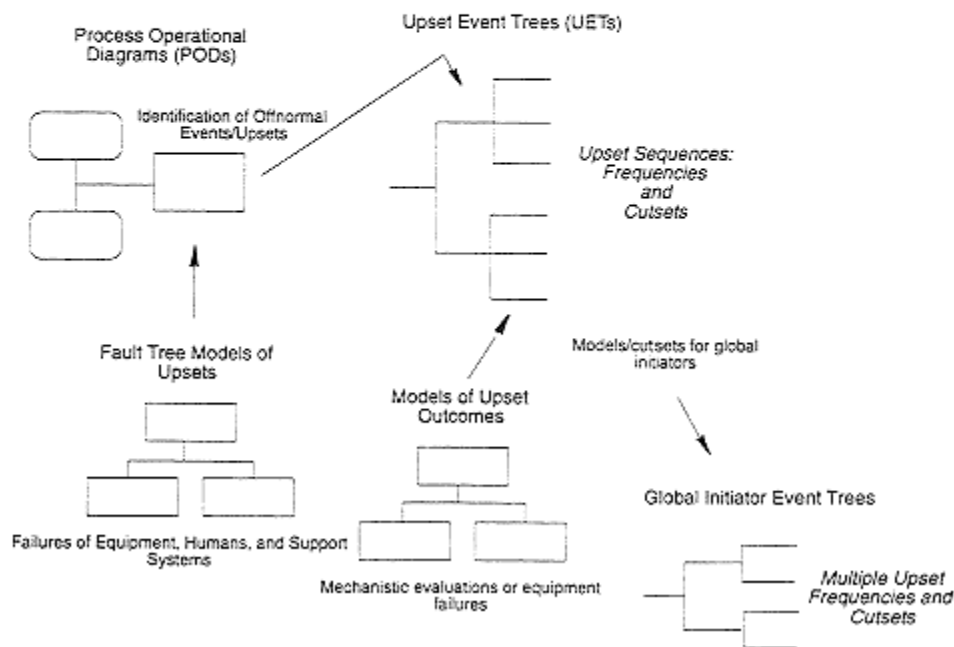 Process Operational
Diagrams (PODs)
Upset Event Trees (UETs)
Identification of Offnormal
Events/Upsets
Upset Sequences:
Frequencies
and
Cutsets
Fault Tree Models of
Upsets
Failures of Equipment, Humans, and Support
Systems
Models of Upset
Outcomes
Mechanistic evaluations or equipment
failures
Models/cutsets for global
initiators
Global Initiator Event Trees
Multiple Upset
Frequencies and
Cutsets